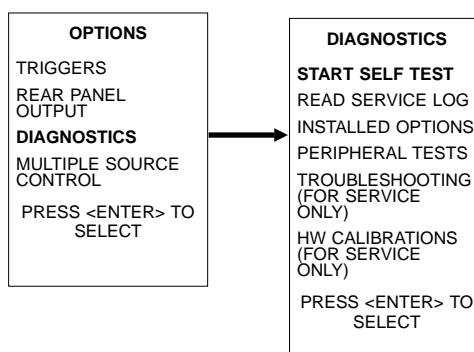 OPTIONS
TRIGGERS
REAR PANEL
OUTPUT
DIAGNOSTICS
MULTIPLE SOURCE
CONTROL
PRESS <ENTER> TO
SELECT
DIAGNOSTICS
START SELF TEST
READ SERVICE LOG
INSTALLED OPTIONS
PERIPHERAL TESTS
TROUBLESHOOTING
(FOR SERVICE
ONLY)
HW CALIBRATIONS
(FOR SERVICE
ONLY)
PRESS <ENTER> TO
SELECT